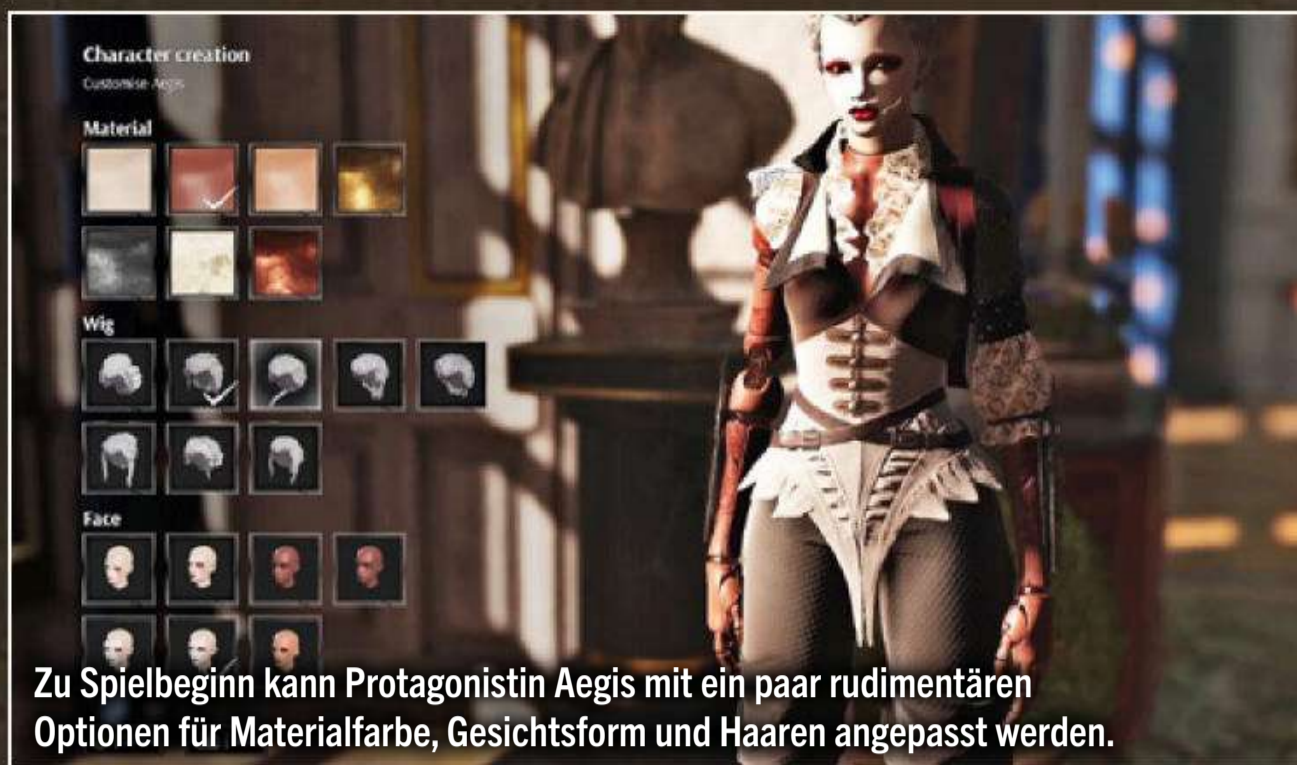 Character creation
Customise Aegis
Material
Wig
Face
Zu Spielbeginn kann Protagonistin Aegis mit ein paar rudimentären
Optionen für Materialfarbe, Gesichtsform und Haaren angepasst werden.